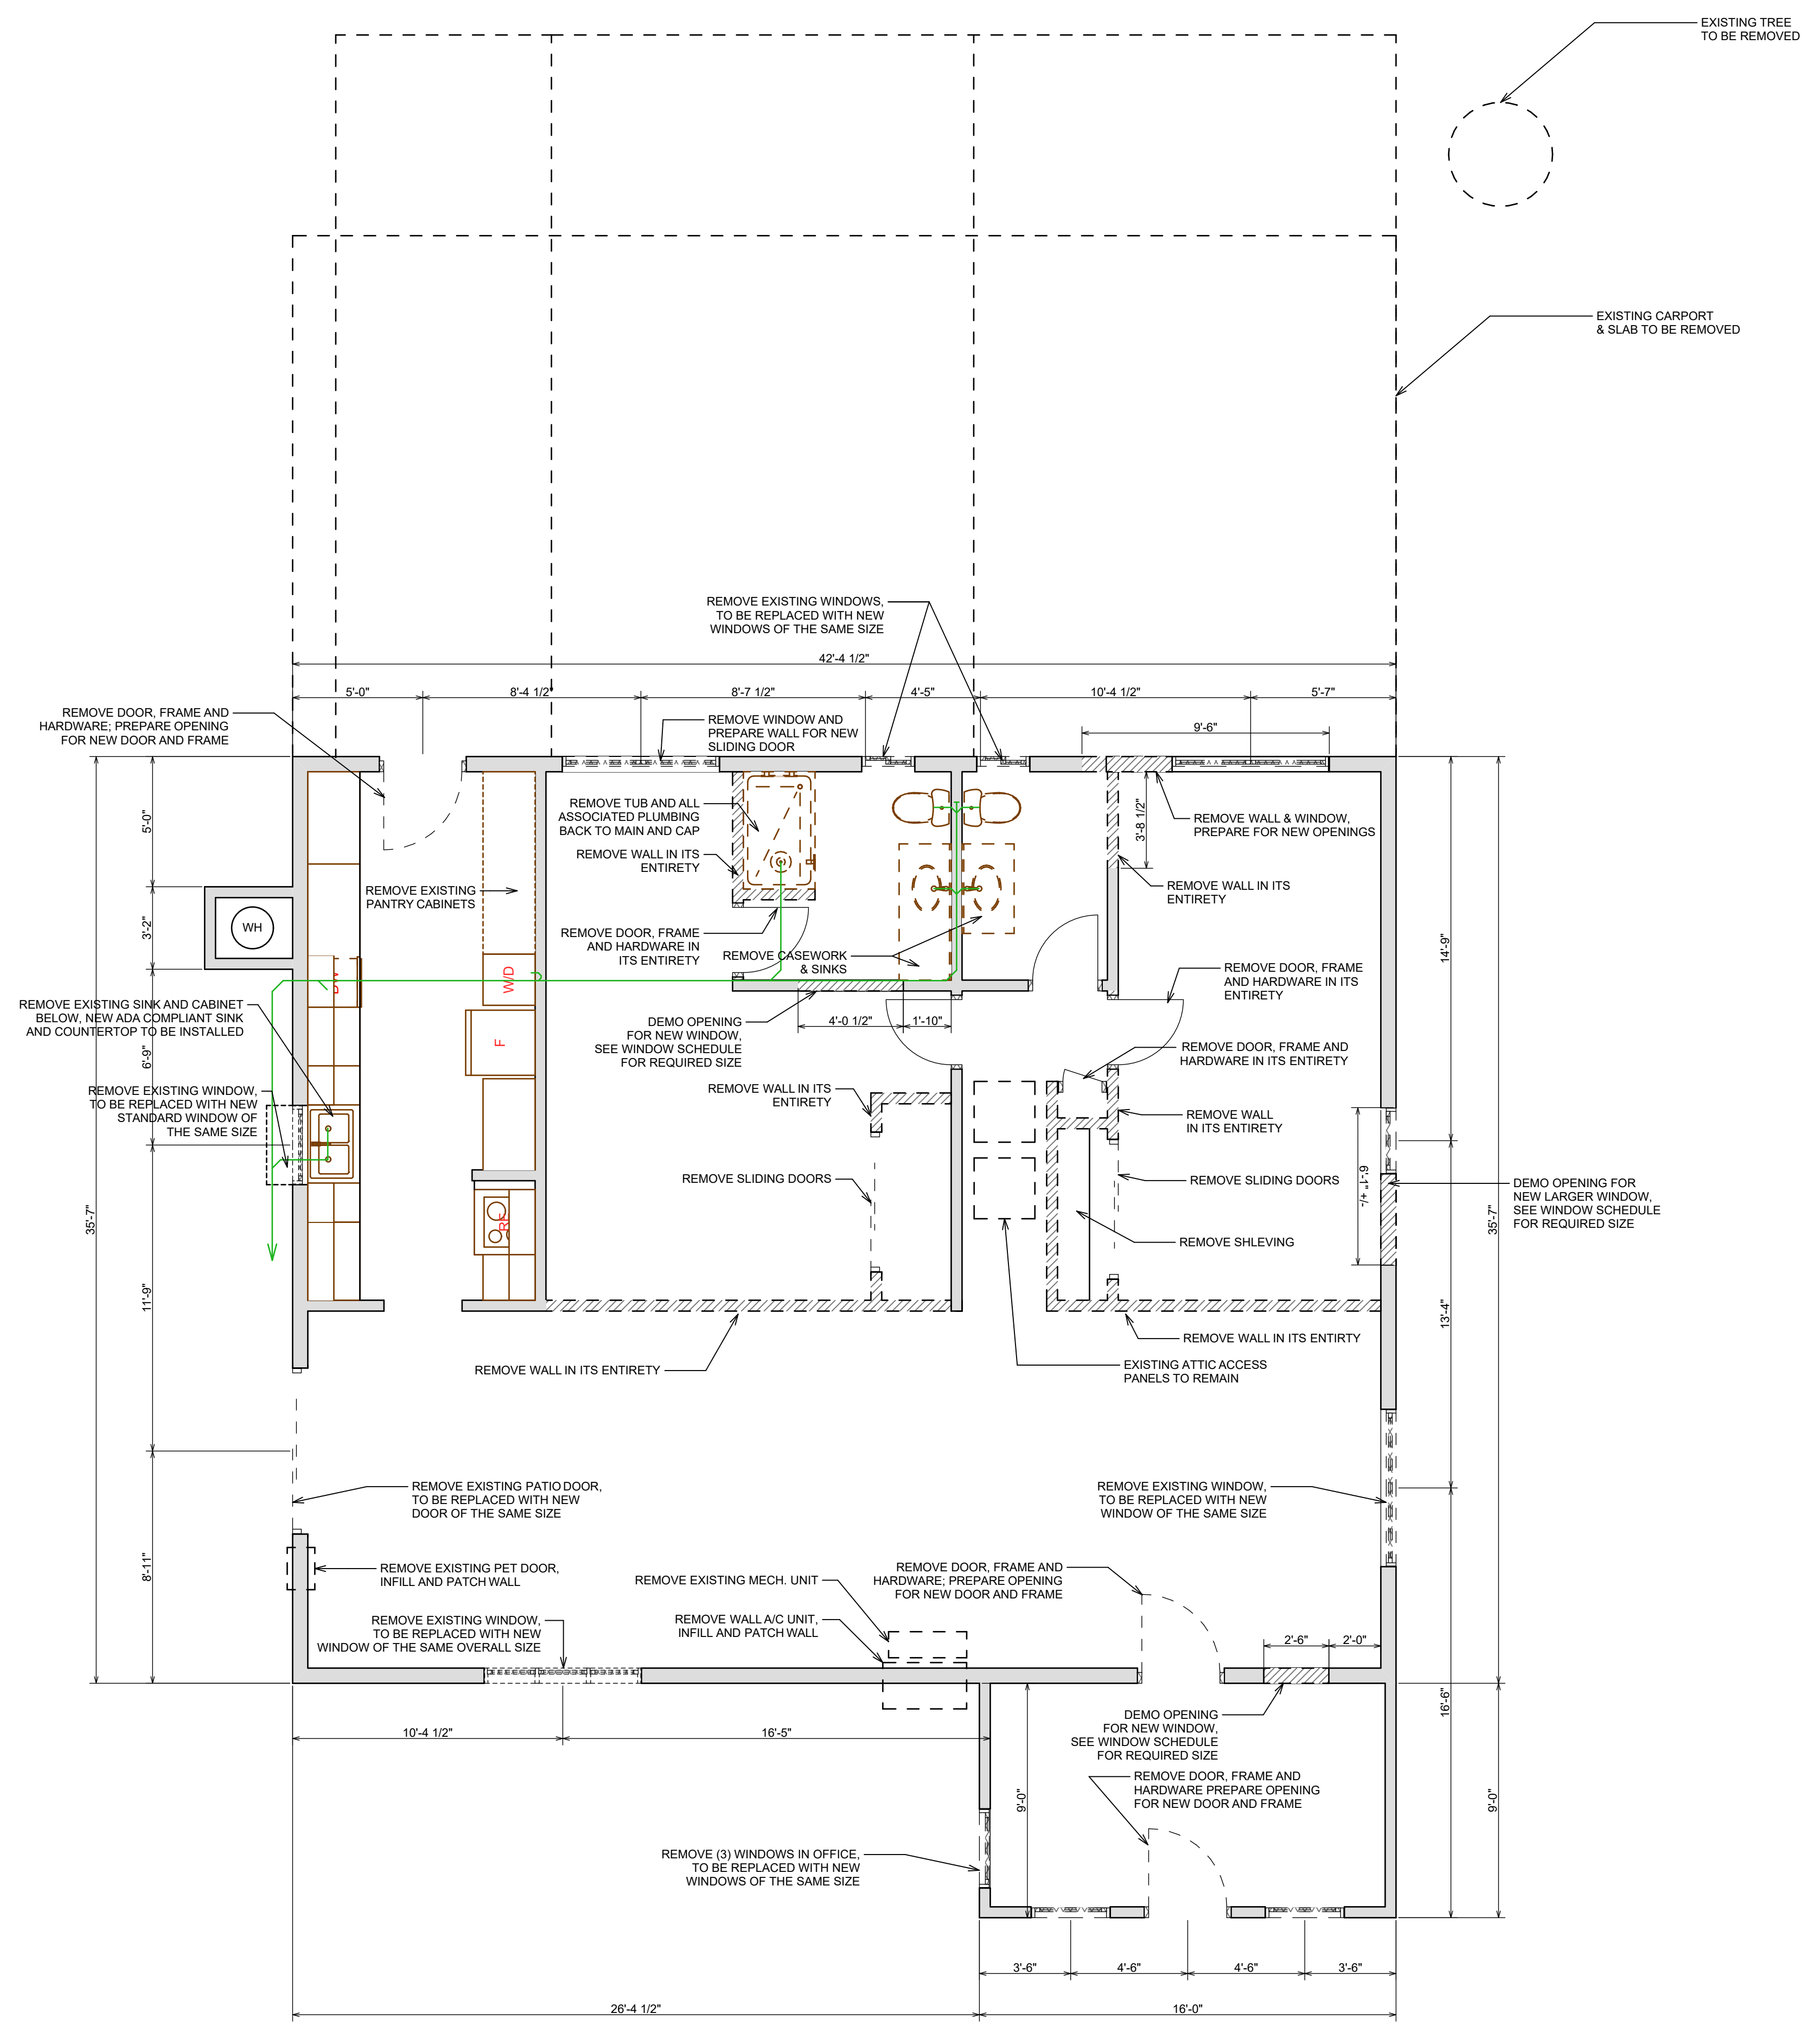 EXISTING TREE
TO BE REMOVED
EXISTING CARPORT
& SLAB TO BE REMOVED
REMOVE EXISTING WINDOWS,
TO BE REPLACED WITH NEW
WINDOWS OF THE SAME SIZE
42'-4 1/2"
5'-0"
8'-4 1/2"
8'-7 1/2"
4'-5"
10'-4 1/2"
5'-7"
REMOVE DOOR, FRAME AND
HARDWARE; PREPARE OPENING
FOR NEW DOOR AND FRAME
REMOVE WINDOW AND
PREPARE WALL FOR NEW
SLIDING DOOR
9'-6"
REMOVE TUB AND ALL
ASSOCIATED PLUMBING
BACK TO MAIN AND CAP
REMOVE WALL IN ITS
ENTIRETY
3'-8 1/2"
REMOVE WALL & WINDOW,
PREPARE FOR NEW OPENINGS
5'-0"
REMOVE EXISTING
PANTRY CABINETS
REMOVE WALL IN ITS
ENTIRETY
WH
3'-2"
REMOVE DOOR, FRAME
AND HARDWARE IN
ITS ENTIRETY
REMOVE CASEWORK
& SINKS
14'-9"
REMOVE DOOR, FRAME
AND HARDWARE IN ITS
ENTIRETY
WD
REMOVE EXISTING SINK AND CABINET
BELOW, NEW ADA COMPLIANT SINK
AND COUNTERTOP TO BE INSTALLED
F
DEMO OPENING
FOR NEW WINDOW,
SEE WINDOW SCHEDULE
FOR REQUIRED SIZE
4'-0 1/2"
1'-10"
REMOVE DOOR, FRAME AND
HARDWARE IN ITS ENTIRETY
6'-9"
REMOVE EXISTING WINDOW,
TO BE REPLACED WITH NEW
STANDARD WINDOW OF
THE SAME SIZE
REMOVE WALL IN ITS
ENTIRETY
REMOVE WALL
IN ITS ENTIRETY
REMOVE SLIDING DOORS
REMOVE SLIDING DOORS
6'-1" +/-
DEMO OPENING FOR
NEW LARGER WINDOW,
SEE WINDOW SCHEDULE
FOR REQUIRED SIZE
35'-7"
35'-7"
RF
REMOVE SHLEVING
11'-9"
13'-4"
REMOVE WALL IN ITS ENTIRTY
REMOVE WALL IN ITS ENTIRETY
EXISTING ATTIC ACCESS
PANELS TO REMAIN
REMOVE EXISTING PATIO DOOR,
TO BE REPLACED WITH NEW
DOOR OF THE SAME SIZE
REMOVE EXISTING WINDOW,
TO BE REPLACED WITH NEW
WINDOW OF THE SAME SIZE
8'-11"
REMOVE EXISTING PET DOOR,
INFILL AND PATCH WALL
REMOVE EXISTING MECH. UNIT
REMOVE DOOR, FRAME AND
HARDWARE; PREPARE OPENING
FOR NEW DOOR AND FRAME
REMOVE EXISTING WINDOW,
TO BE REPLACED WITH NEW
WINDOW OF THE SAME OVERALL SIZE
REMOVE WALL A/C UNIT,
INFILL AND PATCH WALL
2'-6"
2'-0"
16'-6"
10'-4 1/2"
16'-5"
DEMO OPENING
FOR NEW WINDOW,
SEE WINDOW SCHEDULE
FOR REQUIRED SIZE
REMOVE DOOR, FRAME AND
HARDWARE PREPARE OPENING
FOR NEW DOOR AND FRAME
9'-0"
9'-0"
REMOVE (3) WINDOWS IN OFFICE,
TO BE REPLACED WITH NEW
WINDOWS OF THE SAME SIZE
3'-6"
4'-6"
4'-6"
3'-6"
26'-4 1/2"
16'-0"